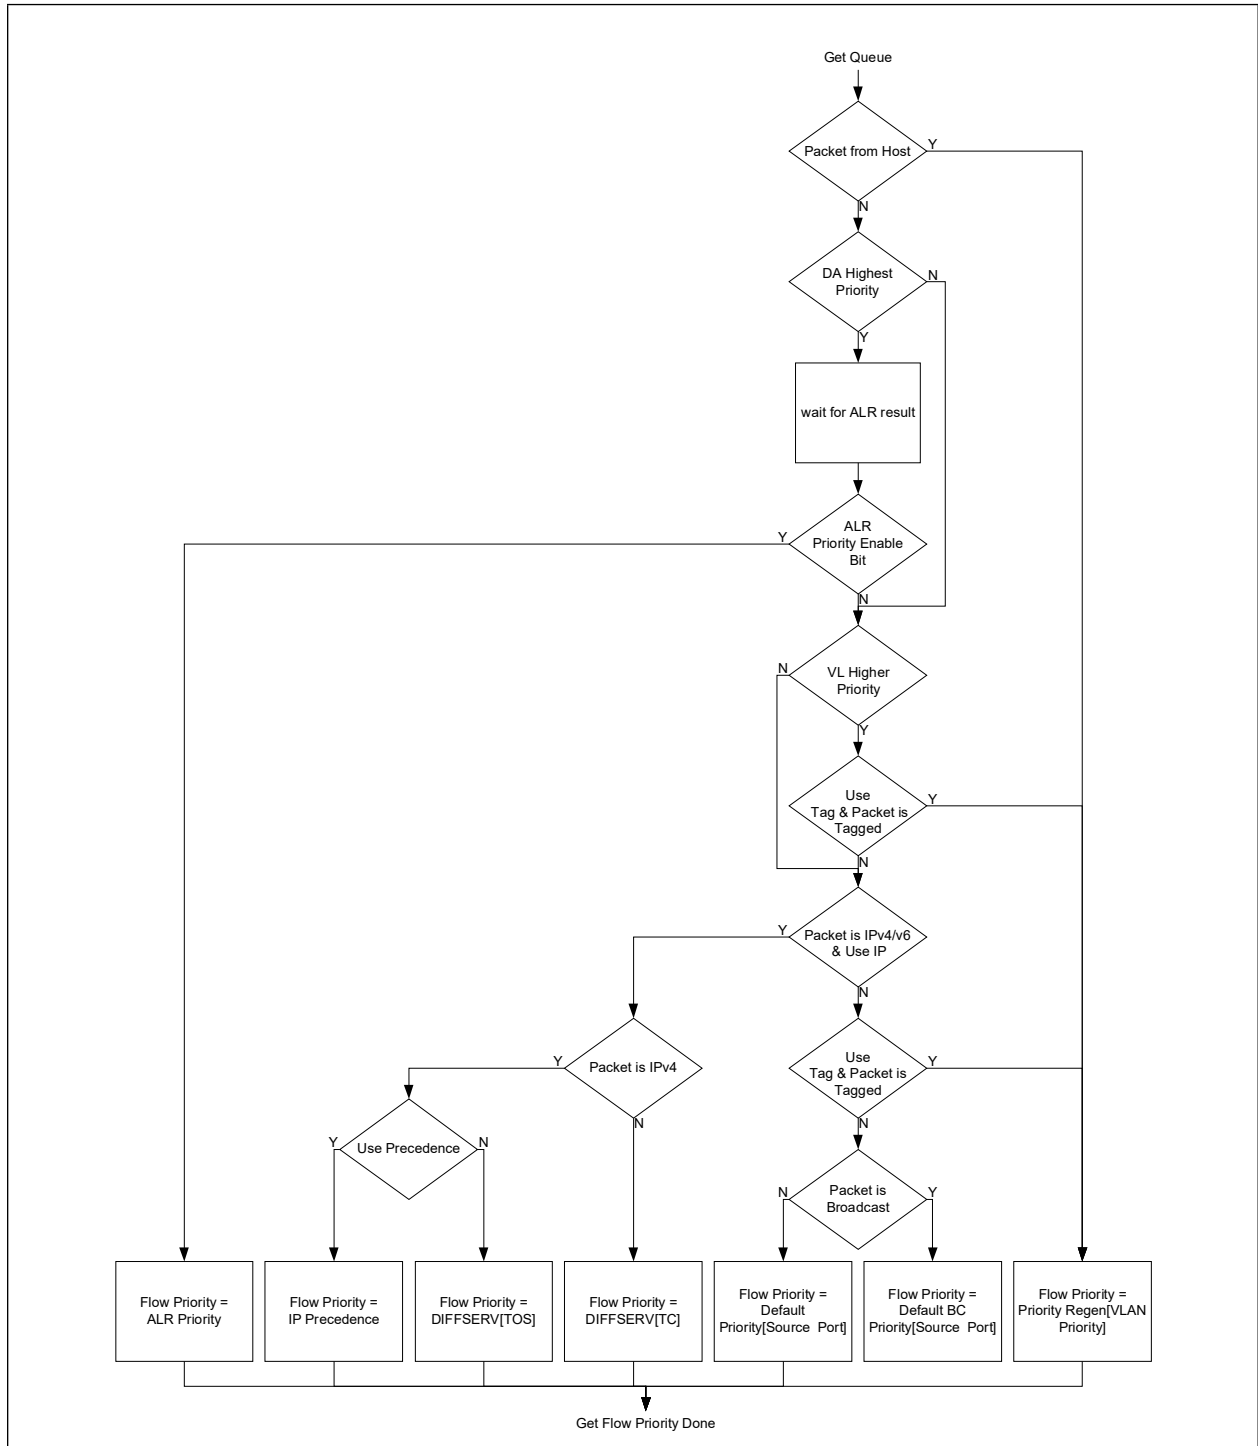 Get Queue
Packet from Host
Y
N
DA Highest
Priority
N
Y
wait for ALR result
ALR
Priority Enable
Bit
Y
N
VL Higher
Priority
N
Y
Use
Tag & Packet is
Tagged
Y
N
Packet is IPv4/v6
& Use IP
Y
N
Packet is IPv4
Y
N
Use
Tag & Packet is
Tagged
Y
N
Use Precedence
Y
N
Packet is
Broadcast
N
Y
Flow Priority =
ALR Priority
Flow Priority =
IP Precedence
Flow Priority =
DIFFSERV[TOS]
Flow Priority =
DIFFSERV[TC]
Flow Priority =
Default
Priority[Source Port]
Flow Priority =
Default BC
Priority[Source Port]
Flow Priority =
Priority Regen[VLAN
Priority]
Get Flow Priority Done